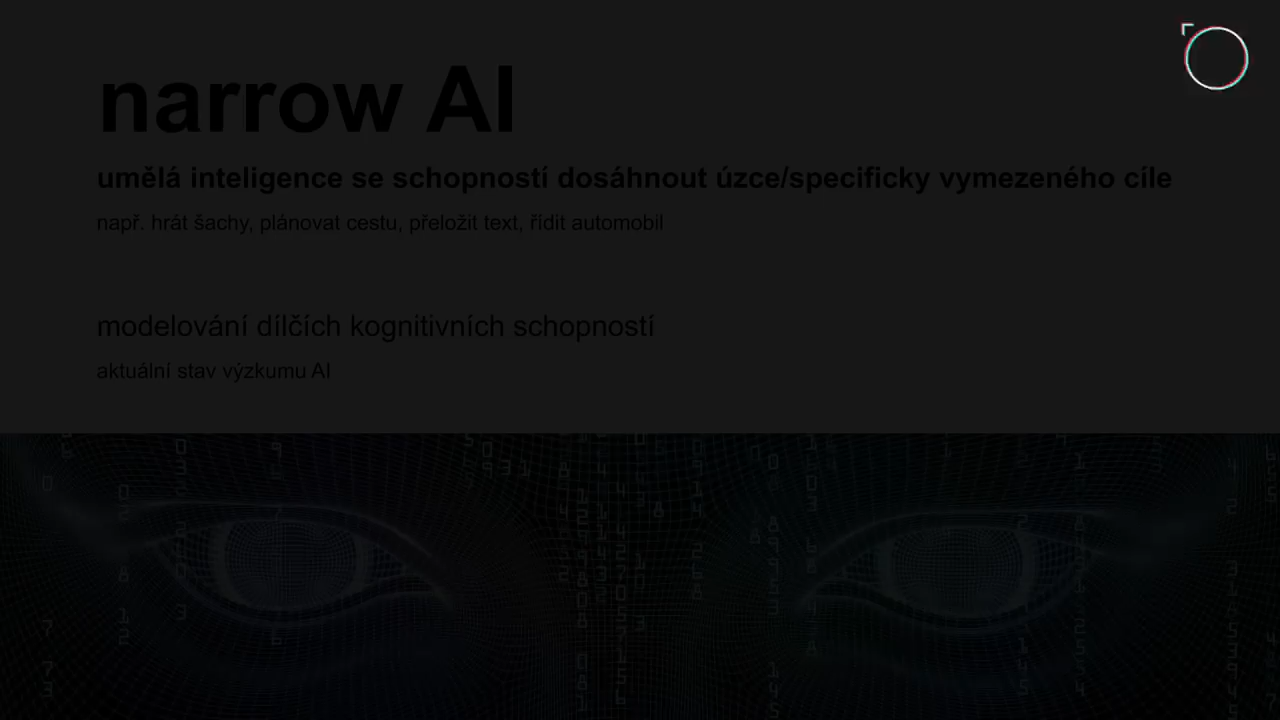 narrow AI
umělá inteligence se schopností dosáhnout úzce/specificky vymezeného cíle
např. hrát šachy, plánovat cestu, přeložit text, řídit automobil
modelování dílčích kognitivních schopností
aktuální stav výzkumu AI